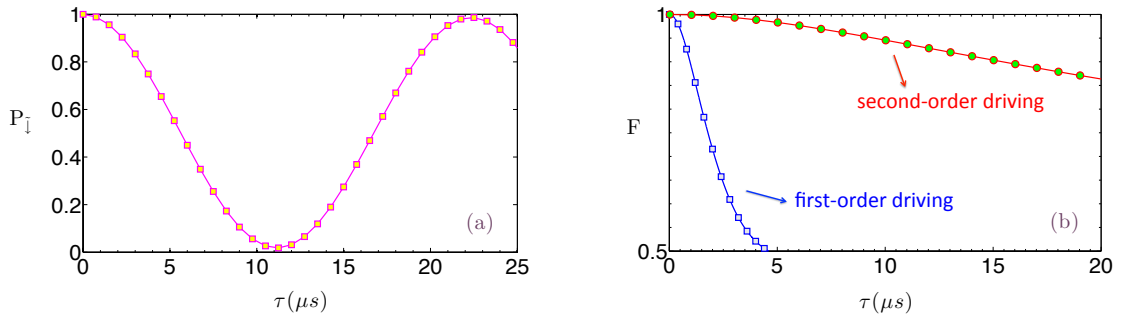 1
0.8
0.6
0.4
0.2
0
P↓̃
0 5 10 15 20 25
τ(μs)
(a)
1
0.5
F
second-order driving
first-order driving
(b)
0 5 10 15 20
τ(μs)